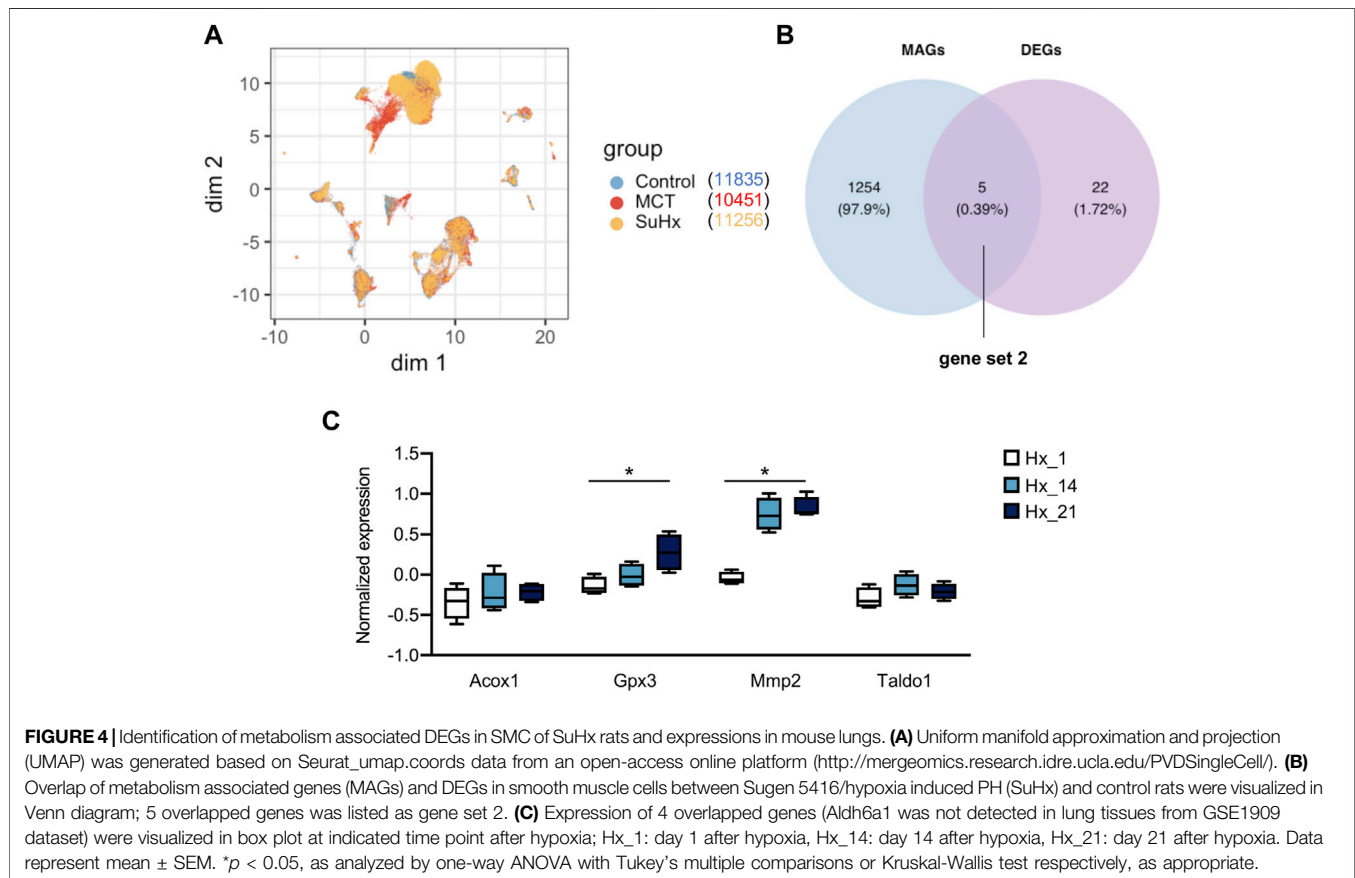 A
10
5
0
-5
-10
dim 2
-10
0
10
20
dim 1
group
Control (11835)
MCT (10451)
SuHx (11256)
B
MAGs
DEGs
1254
(97.9%)
5
(0.39%)
22
(1.72%)
gene set 2
C
Normalized expression
1.5
1.0
0.5
0.0
-0.5
-1.0
*
*
Acox1
Gpx3
Mmp2
Taldo1
Hx_1
Hx_14
Hx_21
FIGURE 4 | Identification of metabolism associated DEGs in SMC of SuHx rats and expressions in mouse lungs. (A) Uniform manifold approximation and projection
(UMAP) was generated based on Seurat_umap.coords data from an open-access online platform (http://mergeomics.research.idre.ucla.edu/PVDSingleCell/). (B)
Overlap of metabolism associated genes (MAGs) and DEGs in smooth muscle cells between Sugen 5416/hypoxia induced PH (SuHx) and control rats were visualized in
Venn diagram; 5 overlapped genes was listed as gene set 2. (C) Expression of 4 overlapped genes (Aldh6a1 was not detected in lung tissues from GSE1909
dataset) were visualized in box plot at indicated time point after hypoxia; Hx_1: day 1 after hypoxia, Hx_14: day 14 after hypoxia, Hx_21: day 21 after hypoxia. Data
represent mean ± SEM. *p < 0.05, as analyzed by one-way ANOVA with Tukey's multiple comparisons or Kruskal-Wallis test respectively, as appropriate.